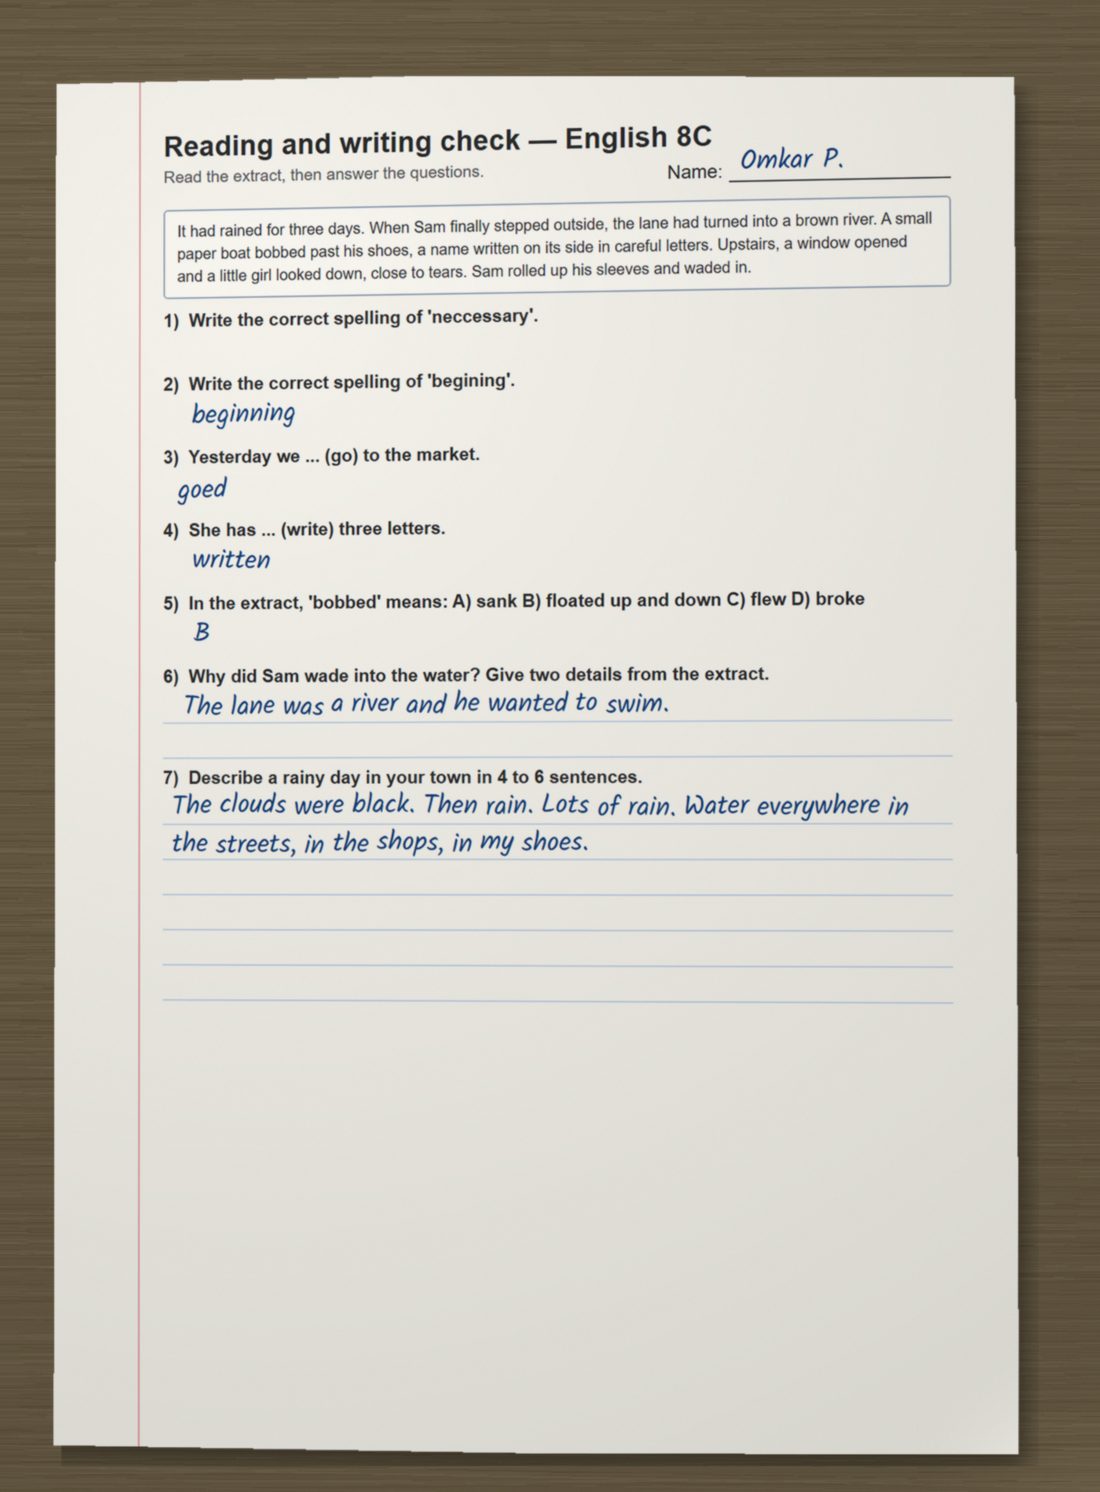 Reading and writing check — English 8C
Read the extract, then answer the questions.
Name: Omkar P.
It had rained for three days. When Sam finally stepped outside, the lane had turned into a brown river. A small
paper boat bobbed past his shoes, a name written on its side in careful letters. Upstairs, a window opened
and a little girl looked down, close to tears. Sam rolled up his sleeves and waded in.
1) Write the correct spelling of 'neccessary'.
2) Write the correct spelling of 'begining'.
beginning
3) Yesterday we ... (go) to the market.
goed
4) She has ... (write) three letters.
written
5) In the extract, 'bobbed' means: A) sank B) floated up and down C) flew D) broke
B
6) Why did Sam wade into the water? Give two details from the extract.
The lane was a river and he wanted to swim.
7) Describe a rainy day in your town in 4 to 6 sentences.
The clouds were black. Then rain. Lots of rain. Water everywhere in
the streets, in the shops, in my shoes.